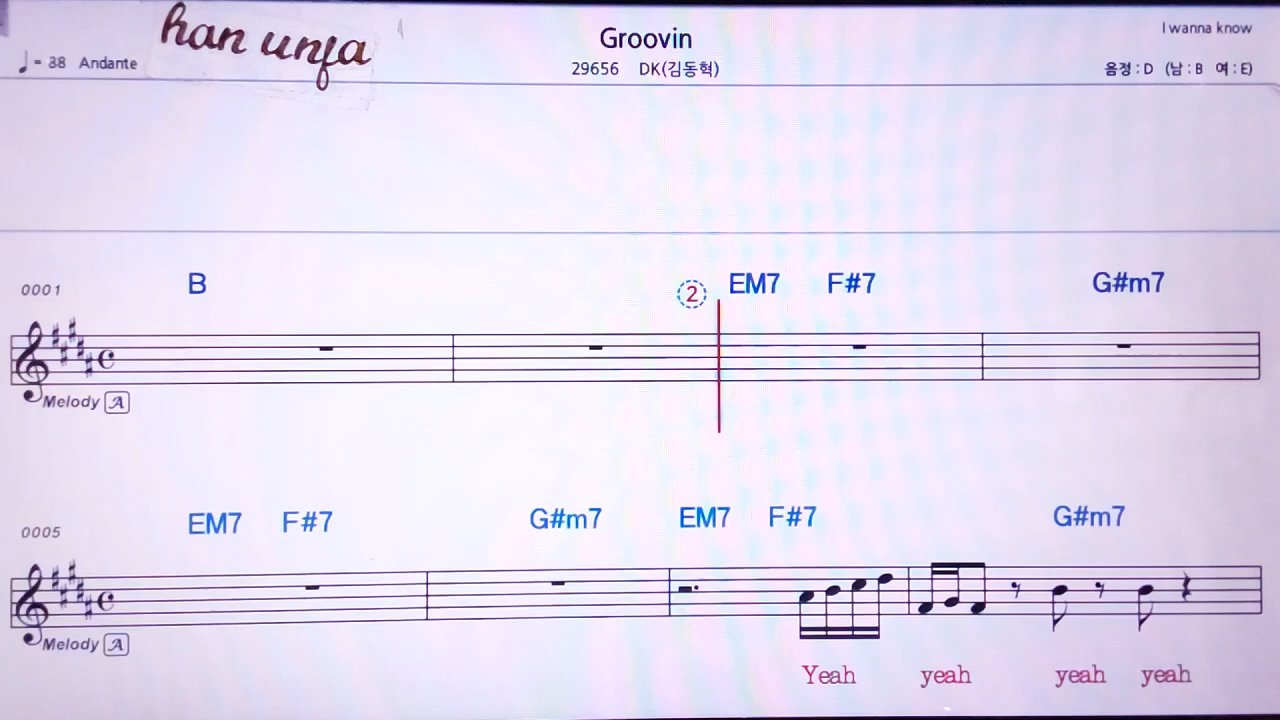 han unfa
Groovin
I wanna know
♩= 38 Andante
29656 DK(김동혁)
음정 : D (남 : B 여 : E)
0001
B
2
EM7 F#7 G#m7
Melody A
0005
EM7 F#7 G#m7 EM7 F#7 G#m7
Melody A
Yeah yeah yeah yeah